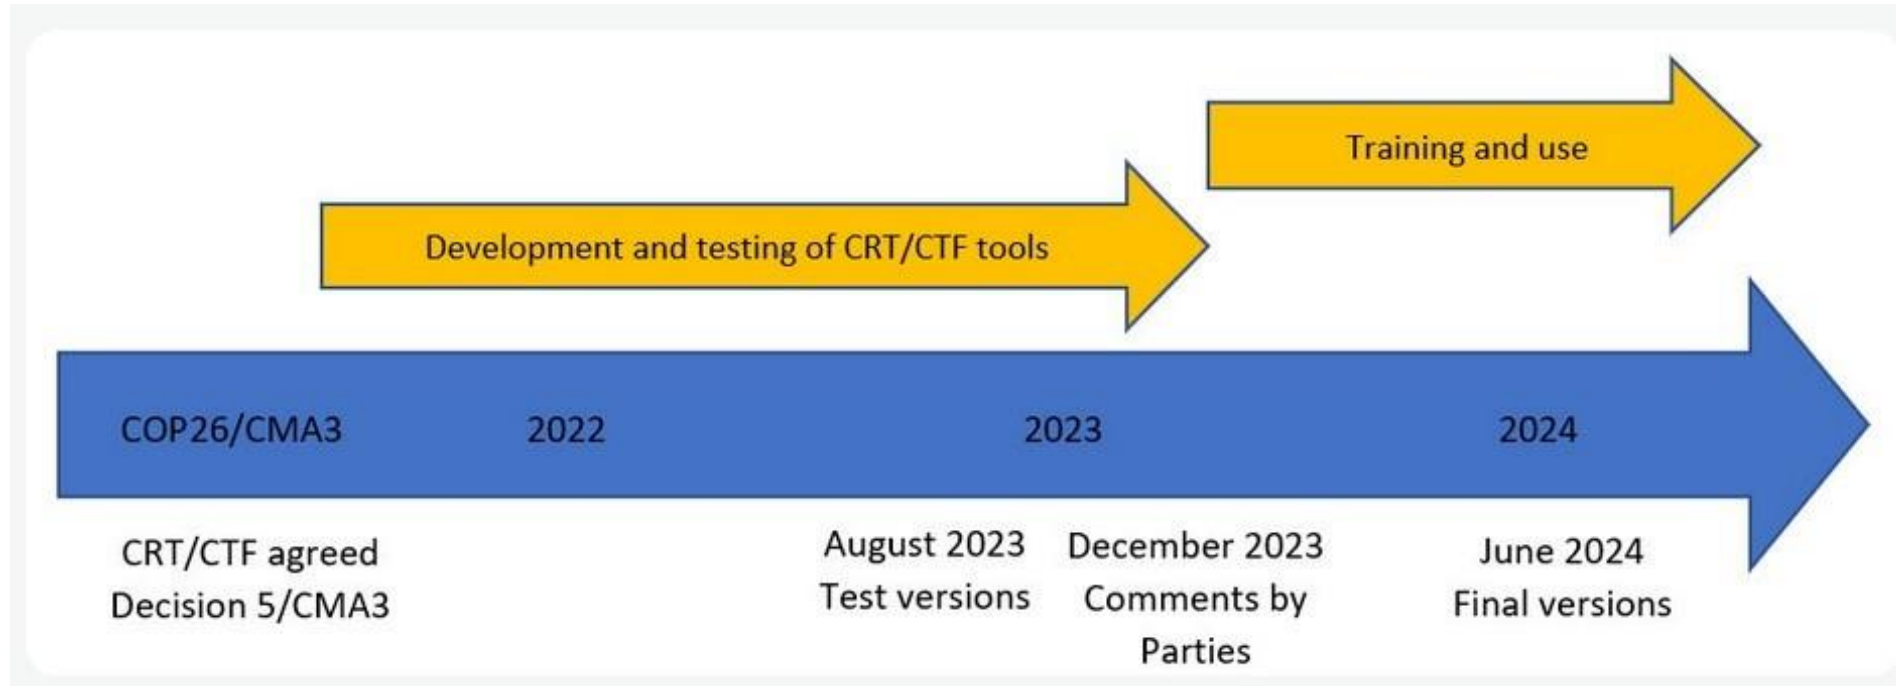 Training and use
Development and testing of CRT/CTF tools
COP26/CMA3
2022
2023
2024
CRT/CTF agreed
Decision 5/CMA3
August 2023
Test versions
December 2023
Comments by
Parties
June 2024
Final versions